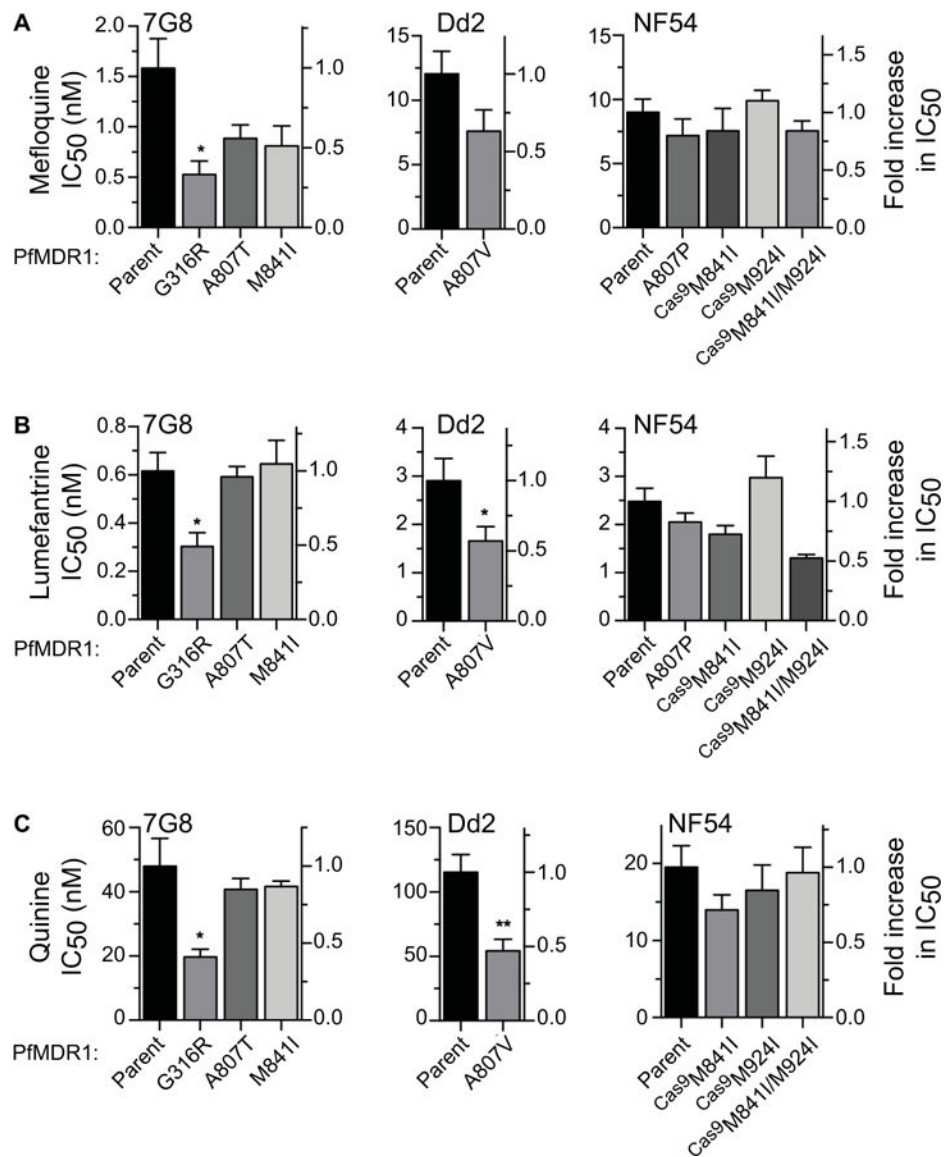 A
7G8
Dd2
NF54
Mefloquine
IC50 (nM)
2.0
1.5
1.0
0.5
0.0
1.0
0.5
0.0
15
10
5
0
1.0
0.5
0.0
15
10
5
0
1.5
1.0
0.5
0.0
Fold increase
in IC50
PfMDR1:
Parent
G316R
A807T
M841I
Parent
A807V
Parent
A807P
Cas9M841I
Cas9M924I
Cas9M841I/M924I
*
B
7G8
Dd2
NF54
Lumefantrine
IC50 (nM)
0.8
0.6
0.4
0.2
0.0
1.0
0.5
0.0
4
3
2
1
0
1.0
0.5
0.0
4
3
2
1
0
1.5
1.0
0.5
0.0
Fold increase
in IC50
PfMDR1:
Parent
G316R
A807T
M841I
Parent
A807V
Parent
A807P
Cas9M841I
Cas9M924I
Cas9M841I/M924I
*
*
C
7G8
Dd2
NF54
Quinine
IC50 (nM)
60
40
20
0
1.0
0.5
0.0
150
100
50
0
1.0
0.5
0.0
20
10
0
1.0
0.5
0.0
Fold increase
in IC50
PfMDR1:
Parent
G316R
A807T
M841I
Parent
A807V
Parent
Cas9M841I
Cas9M924I
Cas9M841I/M924I
*
**